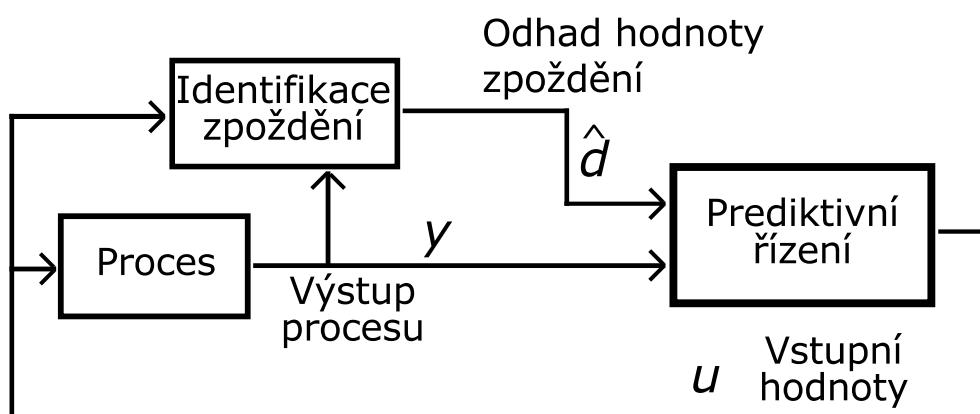 Odhad hodnoty
zpoždění
Identifikace
zpoždění
d̂
Prediktivní
řízení
Proces
y
Výstup
procesu
u
Vstupní
hodnoty